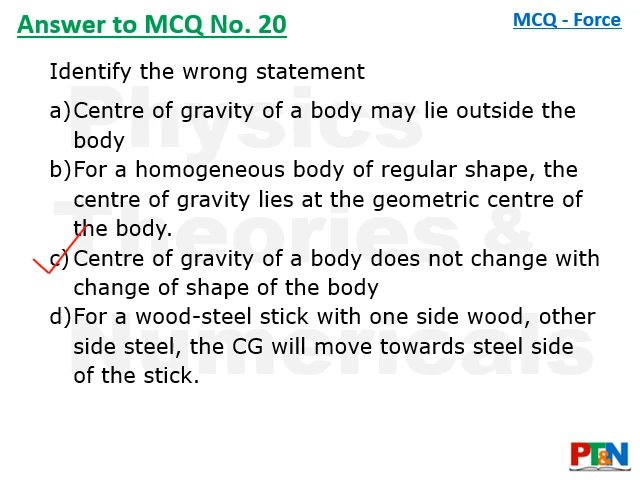 Answer to MCQ No. 20
MCQ - Force
Identify the wrong statement
a) Centre of gravity of a body may lie outside the
body
b) For a homogeneous body of regular shape, the
centre of gravity lies at the geometric centre of
the body.
c) Centre of gravity of a body does not change with
change of shape of the body
d) For a wood-steel stick with one side wood, other
side steel, the CG will move towards steel side
of the stick.
Physics
Theories &
Numericals
PT&N